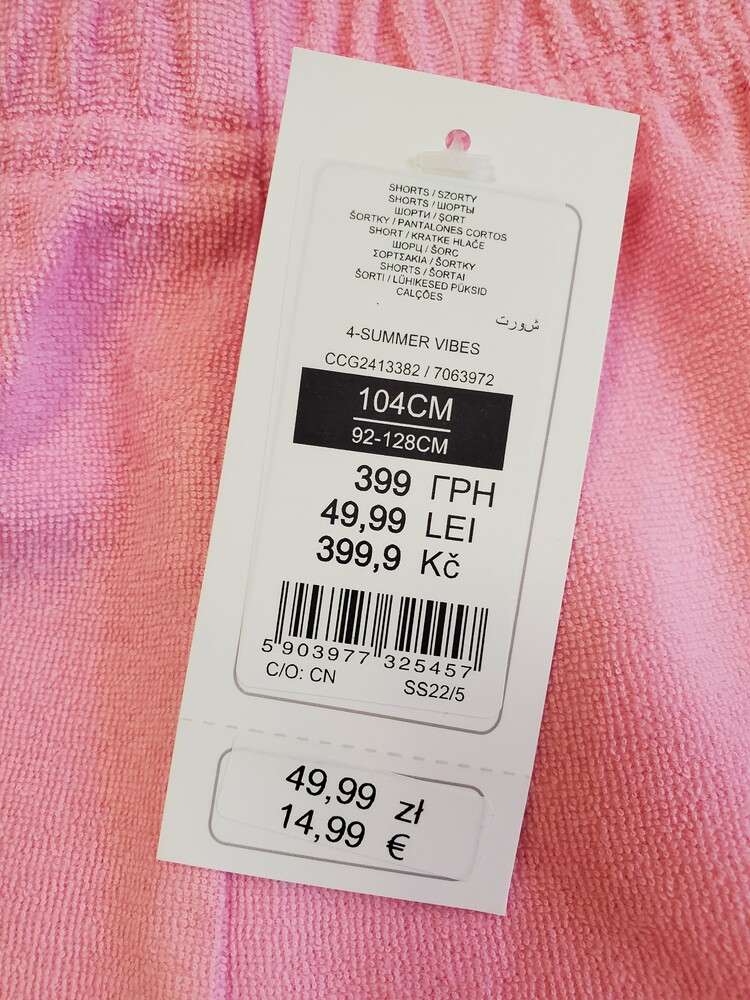 SHORTS / SZORTY
SHORTS / ШОРТЫ
ШОРТИ / ȘORT
ŠORTKY / PANTALONES CORTOS
SHORT / KRATKE HLAČE
ШОРЦ / ŠORC
ΣΟΡΤΣΑΚΙΑ / ŠORTKY
SHORTS / ŠORTAI
ŠORTI / LÜHIKESED PÜKSID
CALÇÕES
شورت
4-SUMMER VIBES
CCG2413382 / 7063972
104CM
92-128CM
399 ГРН
49,99 LEI
399,9 Kč
5 903977 325457
C/O: CN SS22/5
49,99 zł
14,99 €